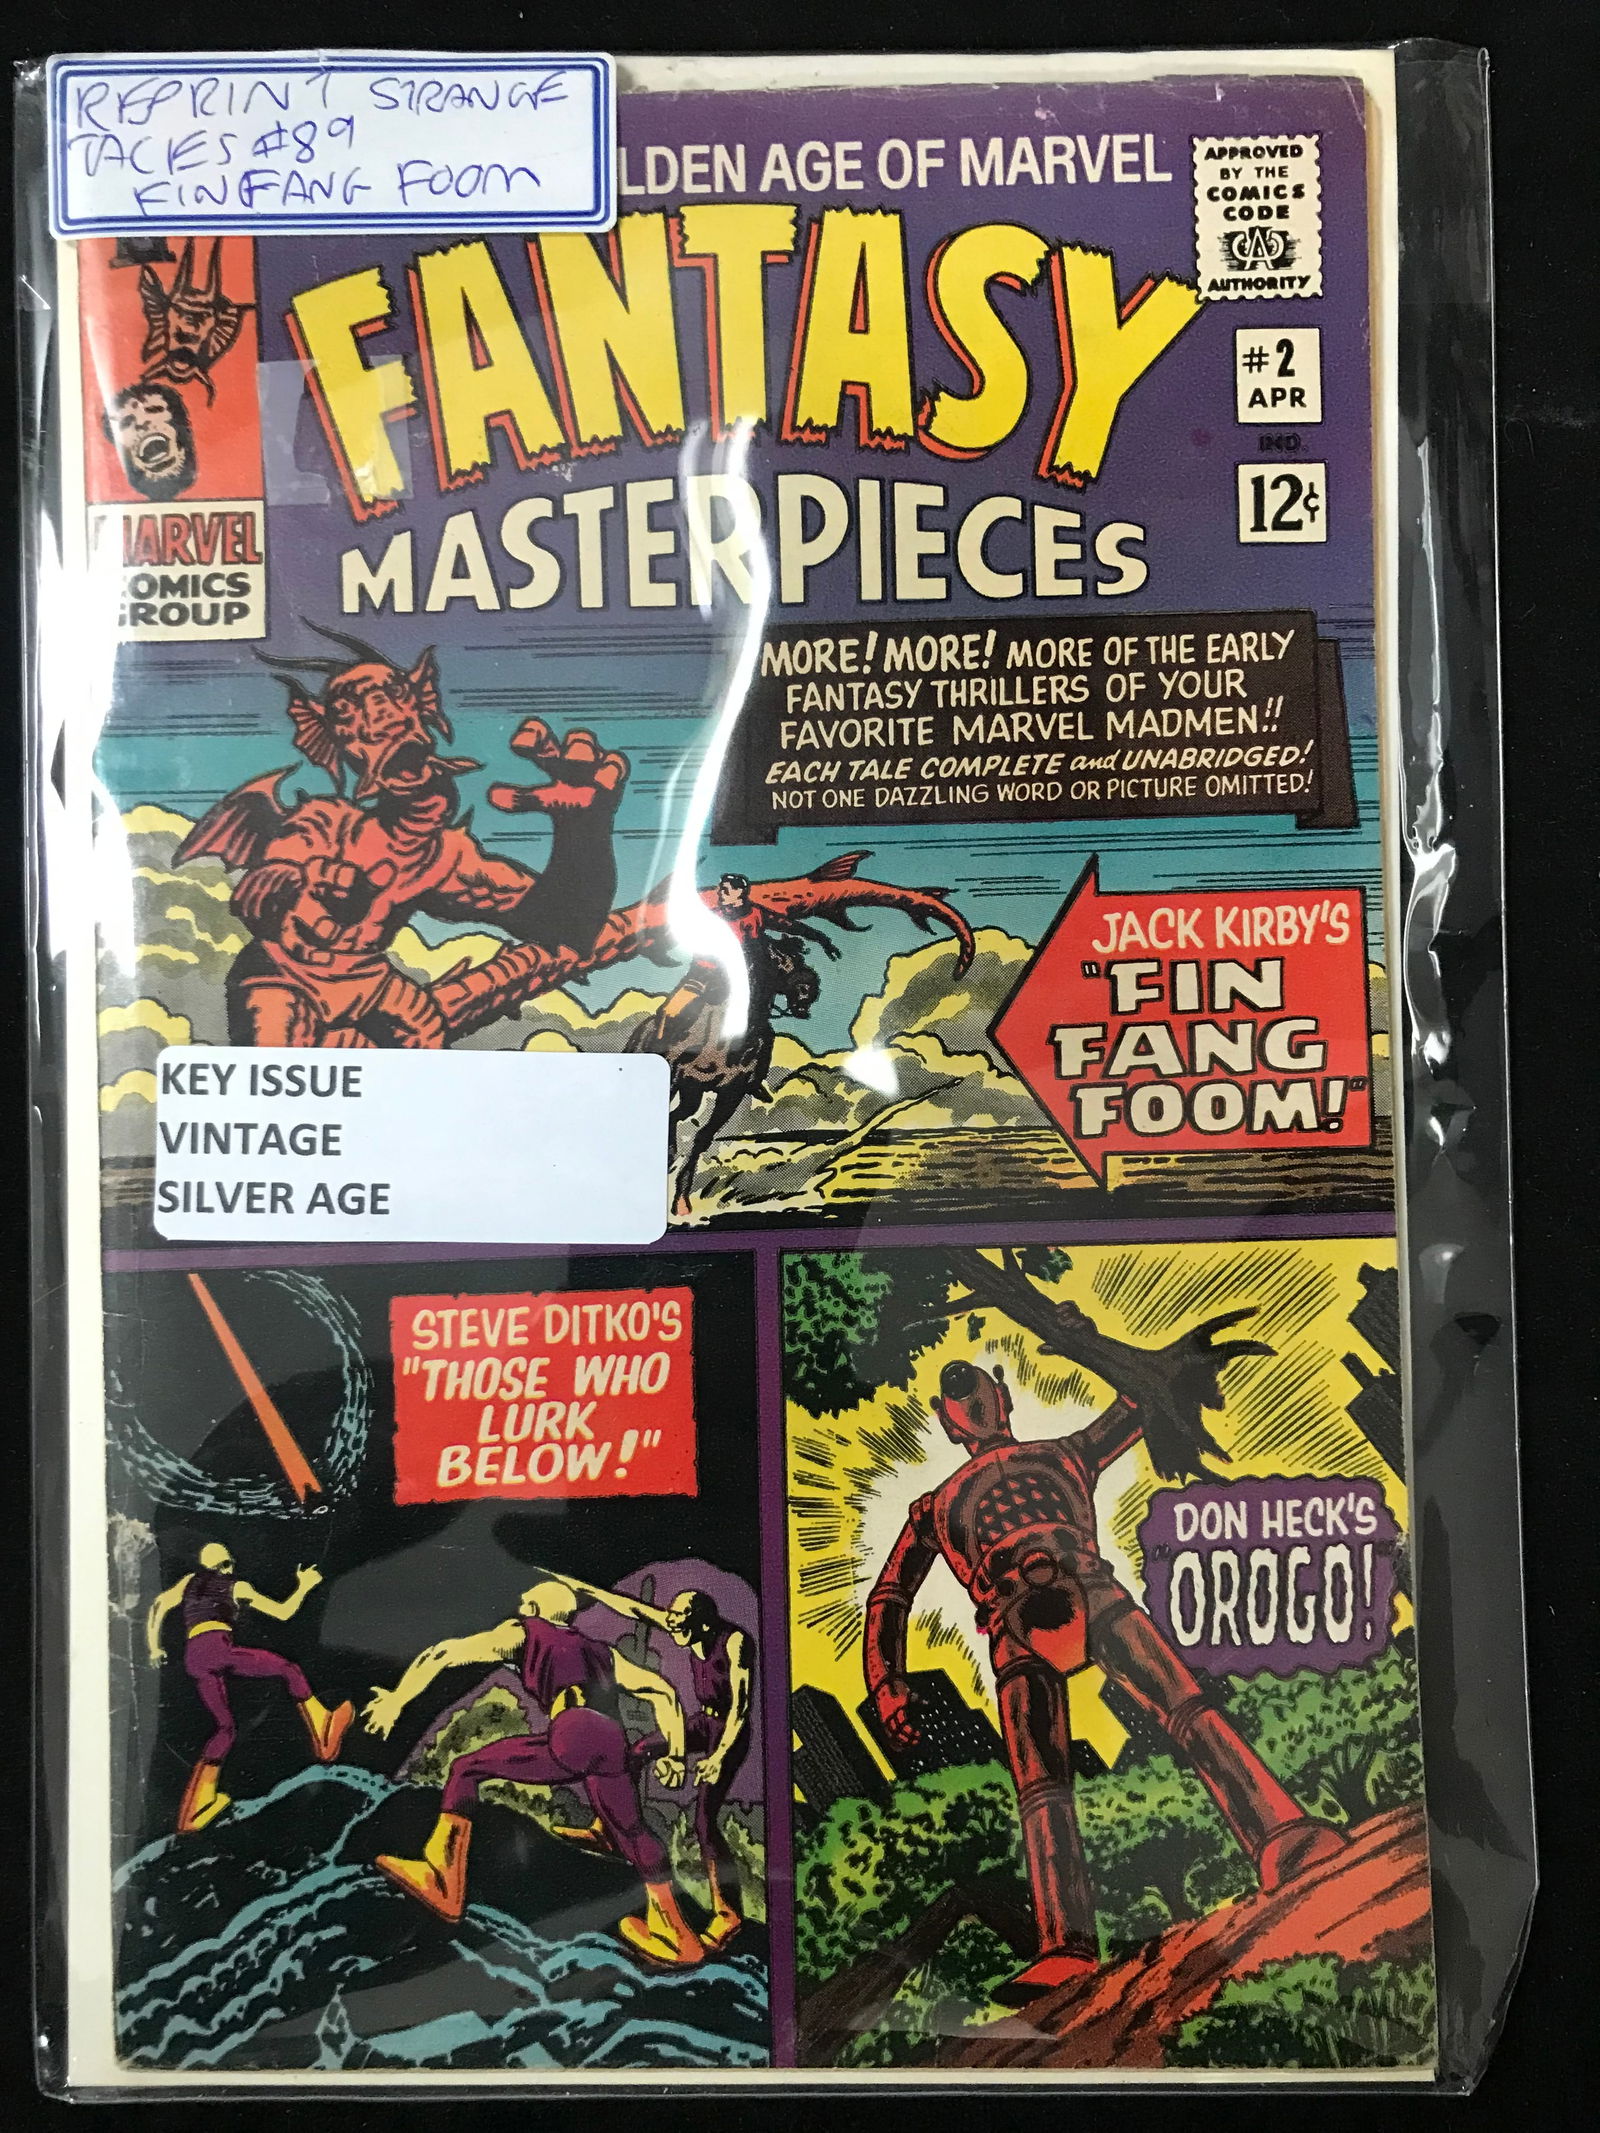 REPRINT STRANGE
TALES #89
FIN FANG FOOM
LDEN AGE OF MARVEL
APPROVED
BY THE
COMICS
CODE
CA
AUTHORITY
FANTASY
MASTERPIECES
#2
APR
IND.
12¢
MARVEL
COMICS
GROUP
MORE! MORE! MORE OF THE EARLY
FANTASY THRILLERS OF YOUR
FAVORITE MARVEL MADMEN!!
EACH TALE COMPLETE and UNABRIDGED!
NOT ONE DAZZLING WORD OR PICTURE OMITTED!
JACK KIRBY'S
"FIN
FANG
FOOM!"
KEY ISSUE
VINTAGE
SILVER AGE
STEVE DITKO'S
"THOSE WHO
LURK
BELOW!"
DON HECK'S
"OROGO!"